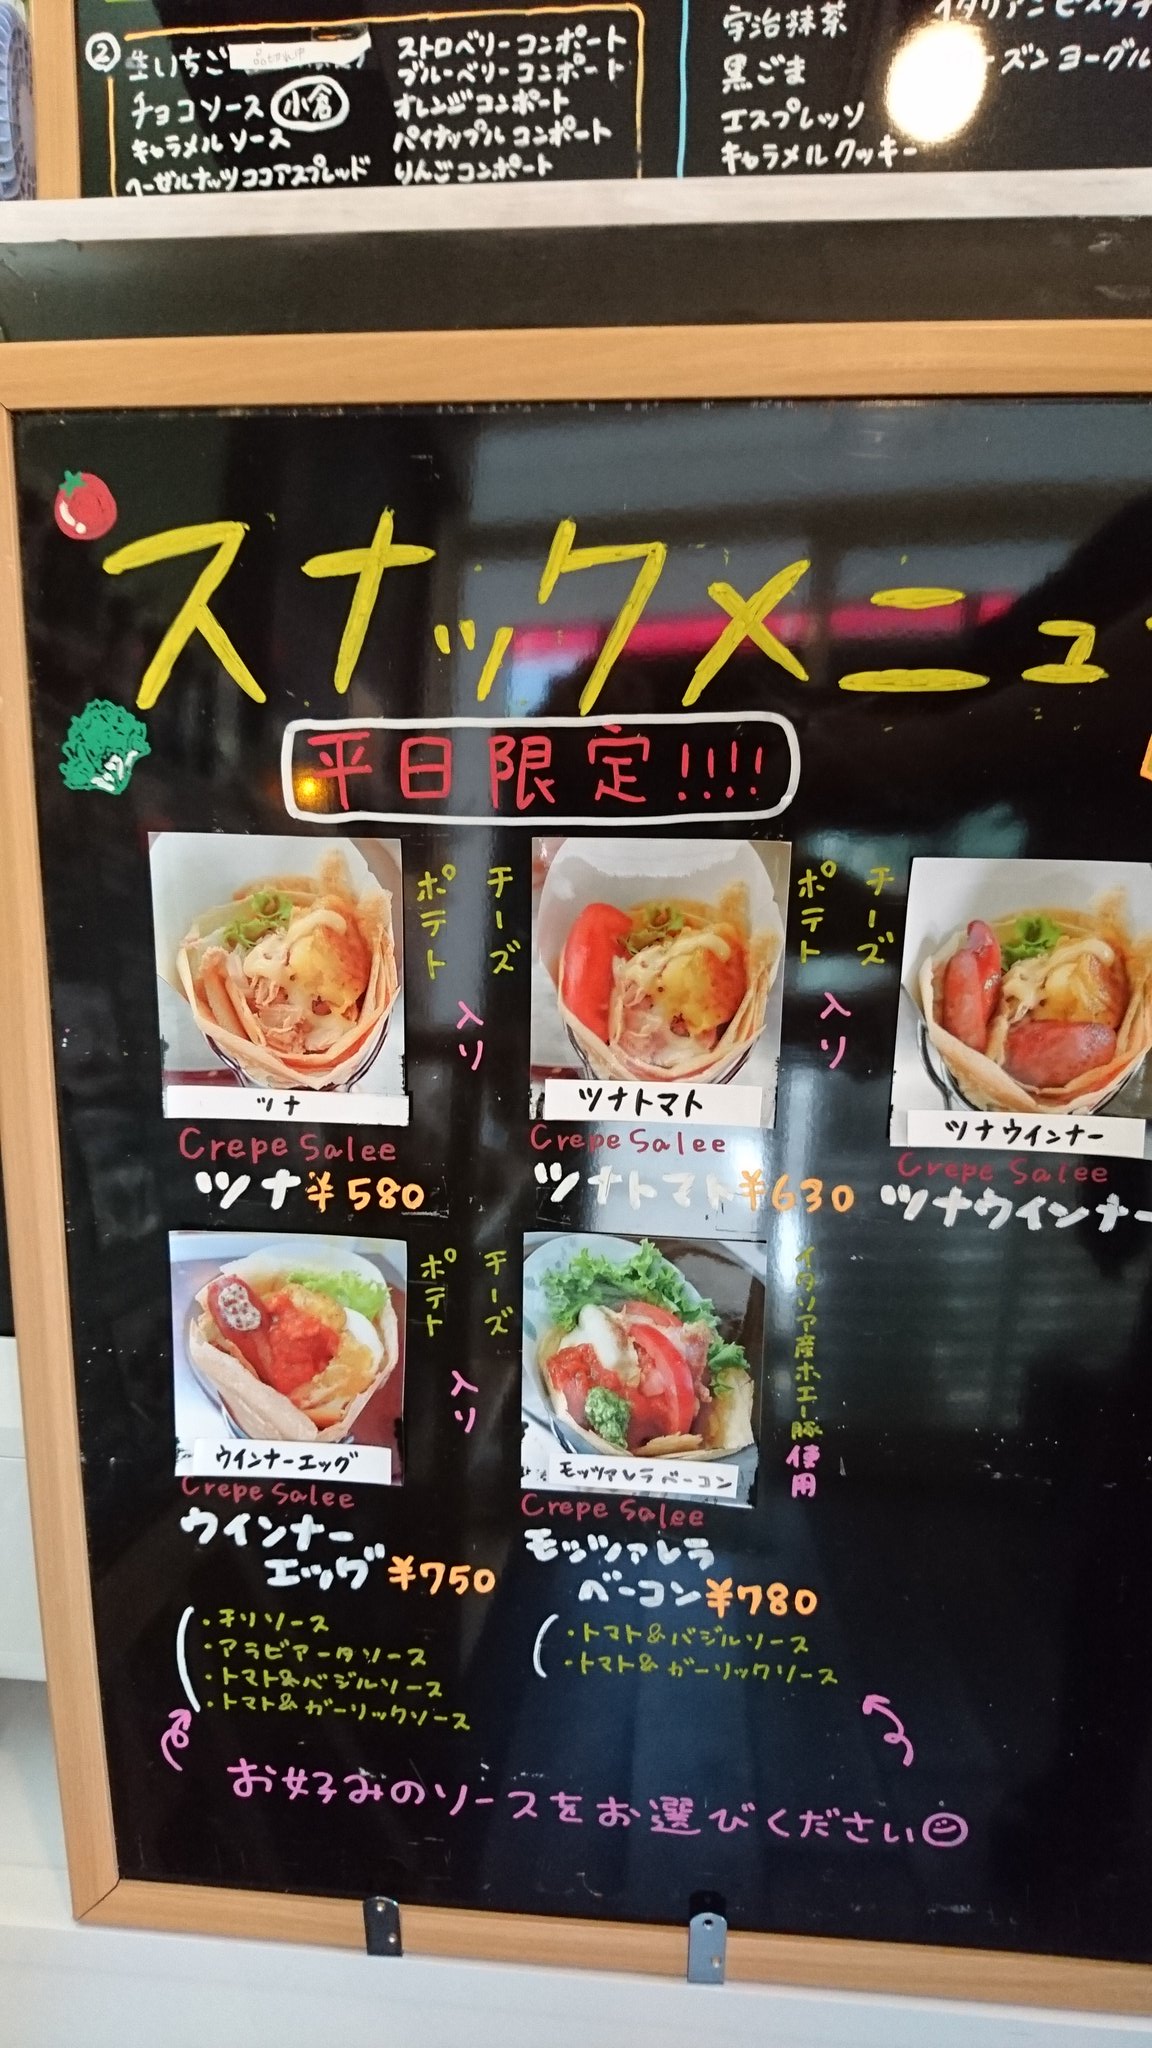 ② 生いちご
チョコソース 小倉
キャラメルソース
ヘーゼルナッツココアスプレッド
ストロベリーコンポート
ブルーベリーコンポート
オレンジコンポート
パイナップルコンポート
りんごコンポート
宇治抹茶
黒ごま
エスプレッソ
キャラメルクッキー
イタリアンピスタチ
ーズンヨーグル
スナックメニュー
平日限定!!!!
チーズ
ポテト
入り
ツナ
Crepe Salee
ツナ¥580
チーズ
ポテト
入り
ツナトマト
Crepe Salee
ツナトマト¥630
ツナウインナー
Crepe Salee
ツナウインナー
チーズ
ポテト
入り
ウインナーエッグ
Crepe Salee
ウインナー
エッグ¥750
・チリソース
・アラビアータソース
・トマト&バジルソース
・トマト&ガーリックソース
イタリア産ホエー豚使用
モッツァレラベーコン
Crepe Salee
モッツァレラ
ベーコン¥780
・トマト&バジルソース
・トマト&ガーリックソース
お好みのソースをお選びください